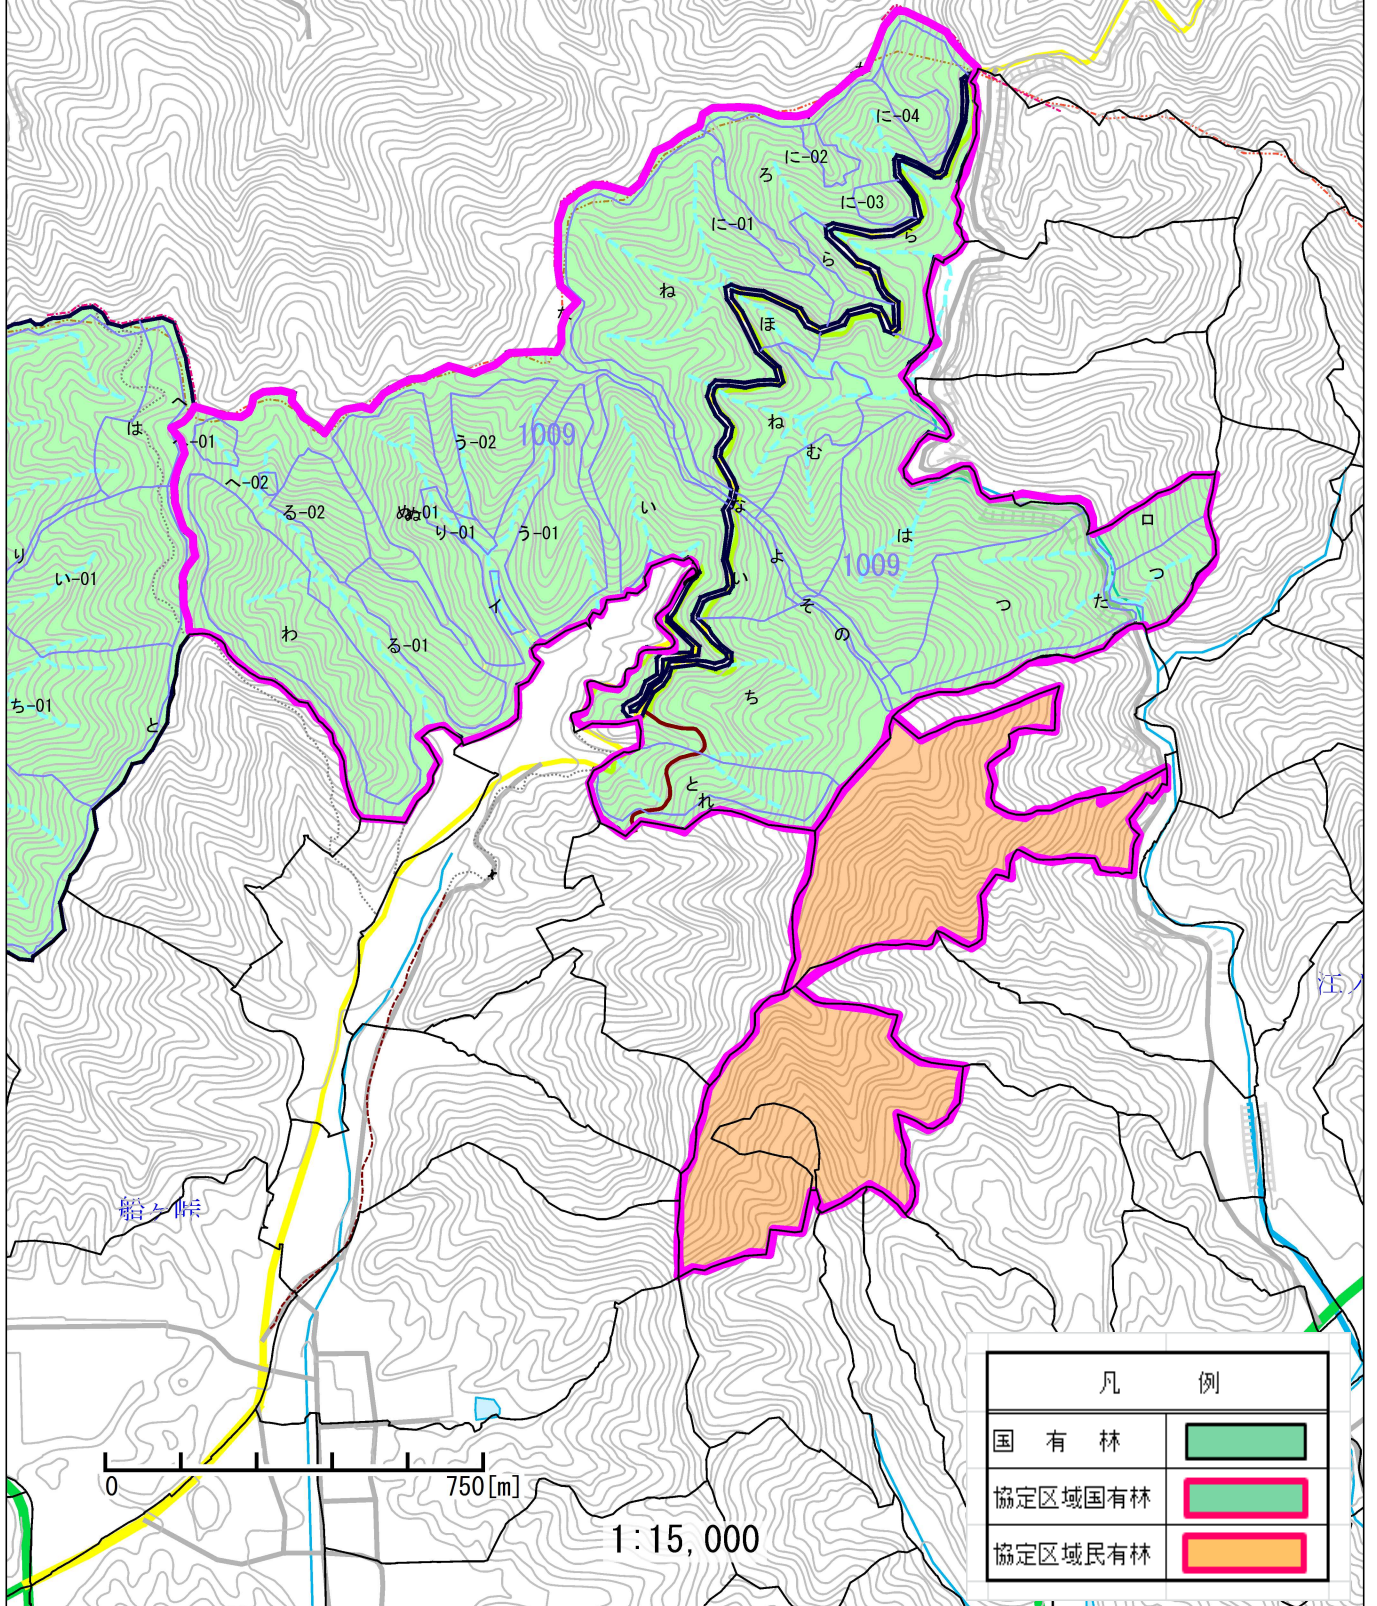 に-04
に-02
ろ
に-03
に-01
ら
ら
ね
ほ
へ
は
-01
う-02
1009
ね
む
へ-02
る-02
ぬ-01
ぬ
り-01
う-01
い
な
は
ロ
り
い-01
よ
1009
つ
い
イ
そ
つ
た
わ
の
る-01
ち-01
と
ち
と
れ
船ヶ峠
凡 例
国 有 林
協定区域国有林
協定区域民有林
0 750[m]
1:15,000